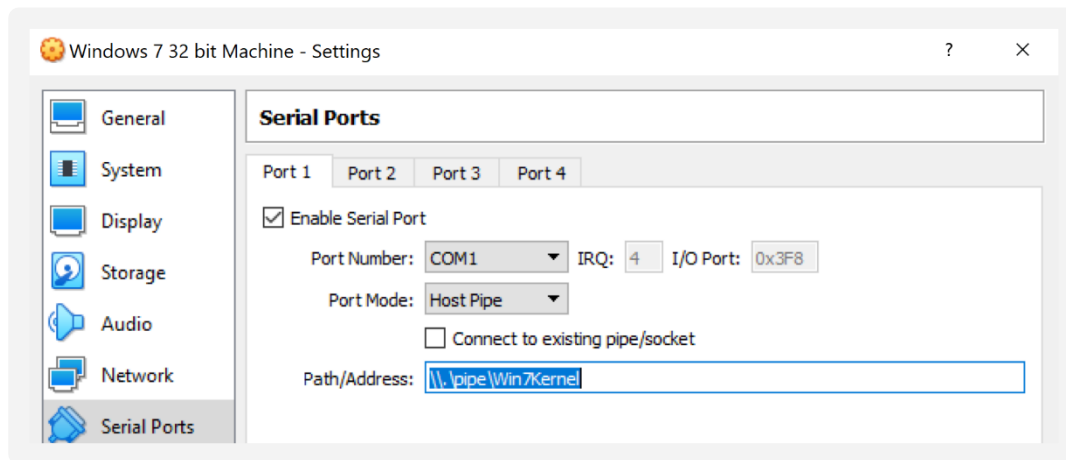 Windows 7 32 bit Machine - Settings ? ×
General
System
Display
Storage
Audio
Network
Serial Ports
Serial Ports
Port 1 Port 2 Port 3 Port 4
Enable Serial Port
Port Number: COM1 IRQ: 4 I/O Port: 0x3F8
Port Mode: Host Pipe
Connect to existing pipe/socket
Path/Address: \\.\pipe\Win7Kernel